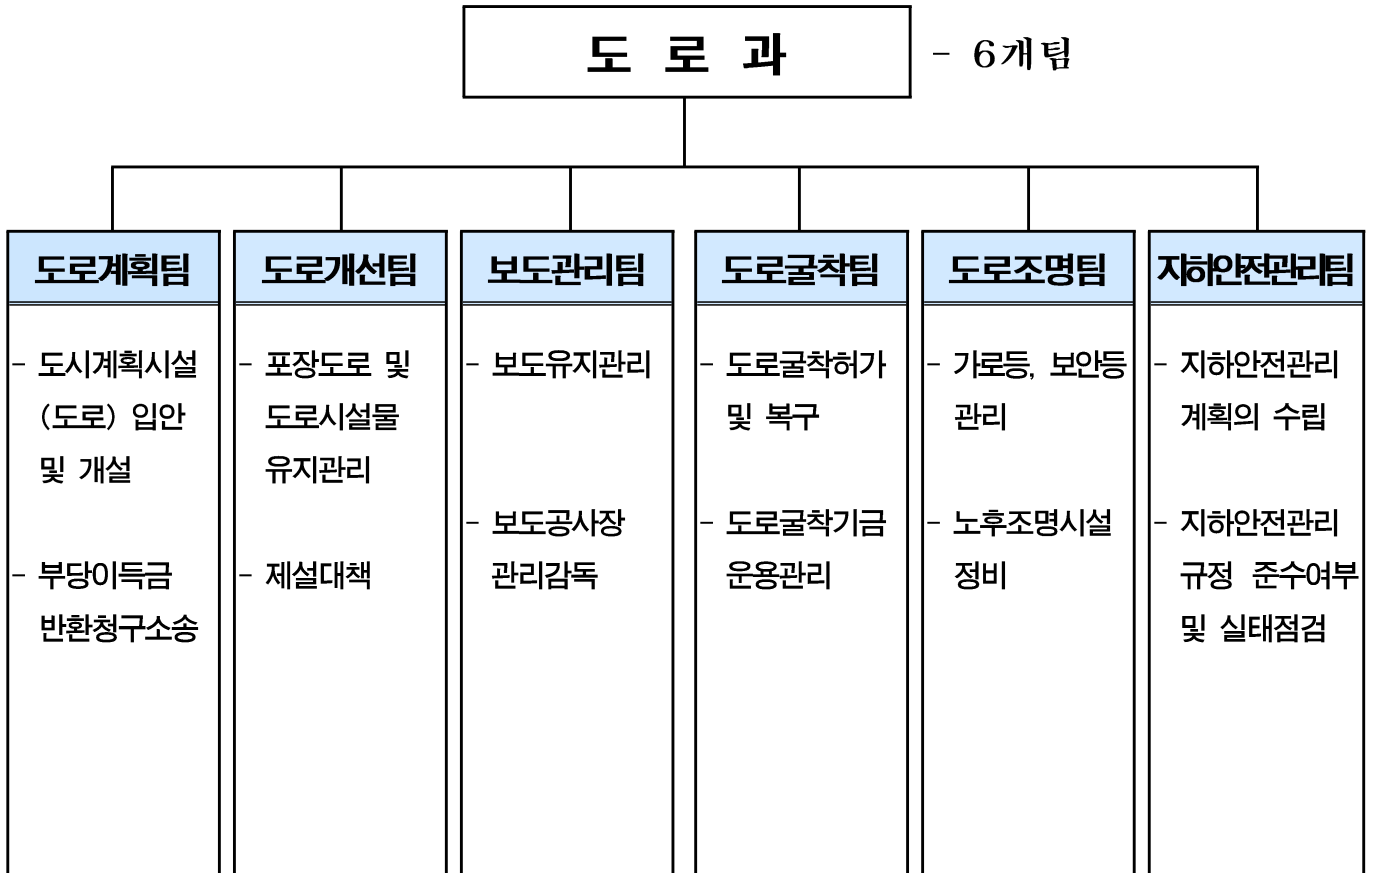 도 로 과
- 6개팀
도로계획팀
- 도시계획시설
(도로) 입안
및 개설
- 부당이득금
반환청구소송
도로개선팀
- 포장도로 및
도로시설물
유지관리
- 제설대책
보도관리팀
- 보도유지관리
- 보도공사장
관리감독
도로굴착팀
- 도로굴착허가
및 복구
- 도로굴착기금
운용관리
도로조명팀
- 가로등, 보안등
관리
- 노후조명시설
정비
지하안전관리팀
- 지하안전관리
계획의 수립
- 지하안전관리
규정 준수여부
및 실태점검